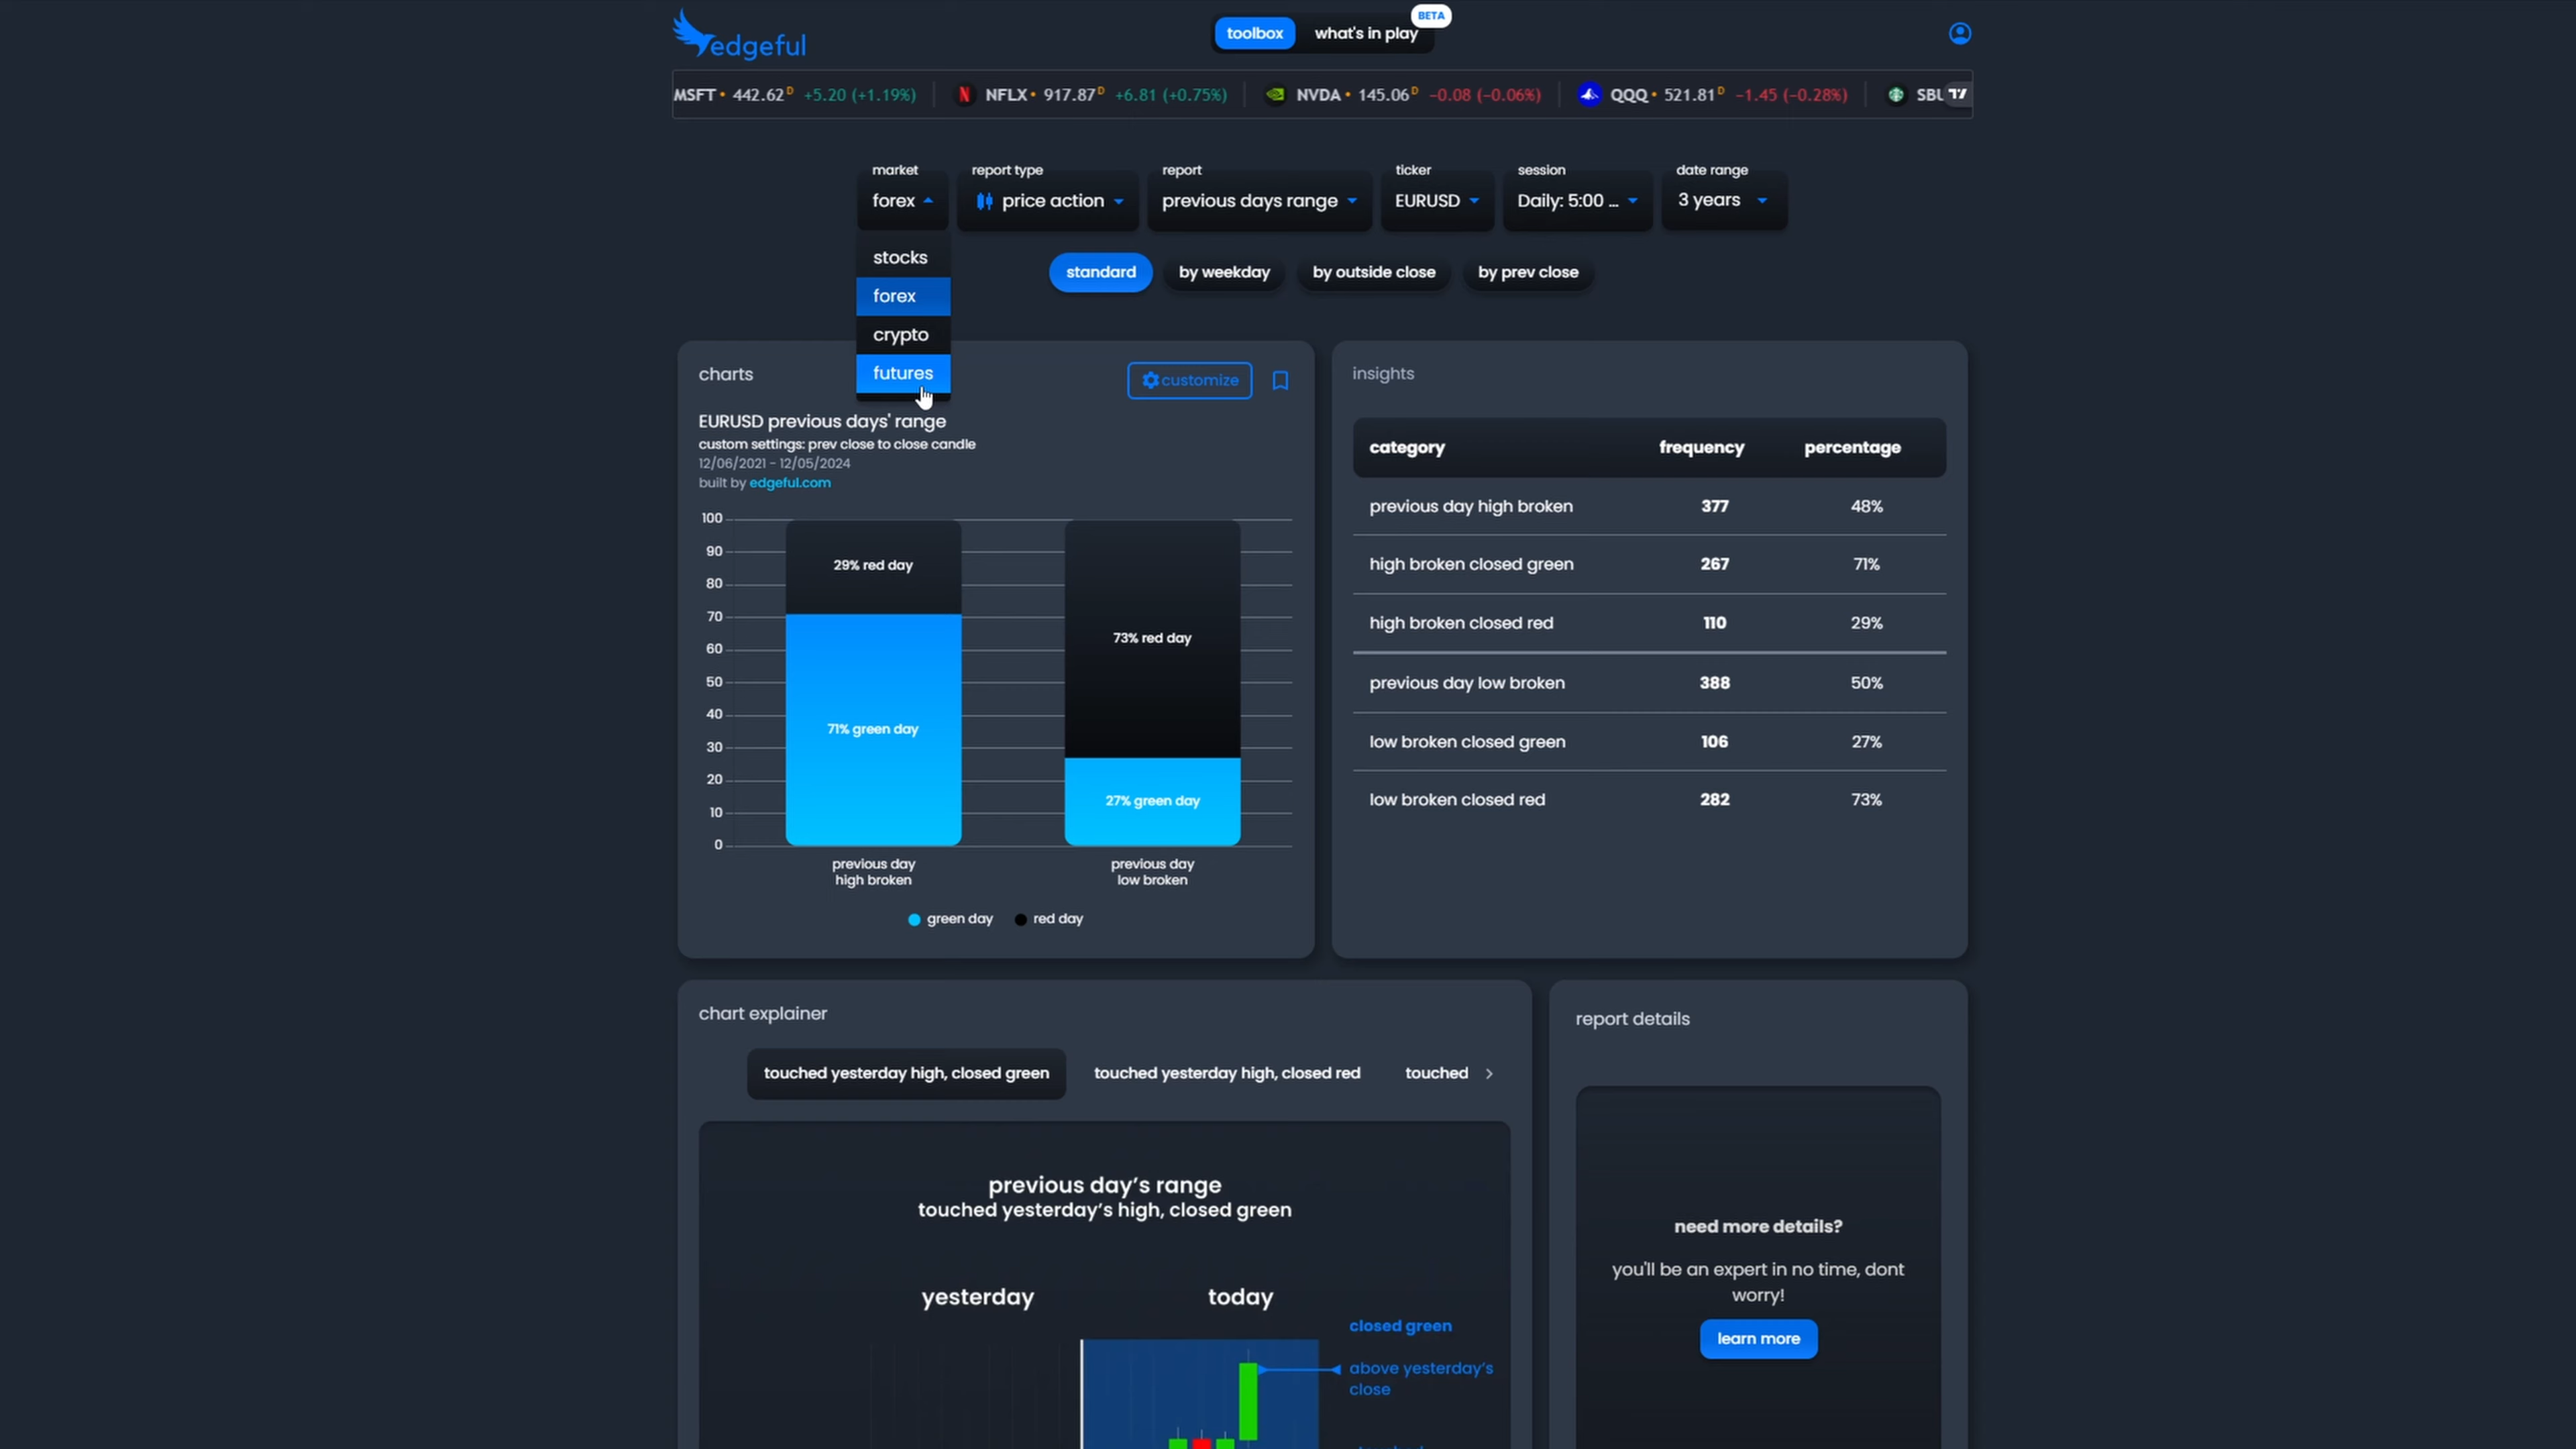 edgeful
toolbox
what's in play
BETA
MSFT • 442.62 D +5.20 (+1.19%)
NFLX • 917.87 D +6.81 (+0.75%)
NVDA • 145.06 D −0.08 (−0.06%)
QQQ • 521.81 D −1.45 (−0.28%)
market
forex
report type
price action
report
previous days range
ticker
EURUSD
session
Daily: 5:00 ...
date range
3 years
stocks
forex
crypto
futures
standard
by weekday
by outside close
by prev close
charts
customize
EURUSD previous days' range
custom settings: prev close to close candle
12/06/2021 - 12/05/2024
built by edgeful.com
100
90
80
70
60
50
40
30
20
10
0
29% red day
71% green day
73% red day
27% green day
previous day
high broken
previous day
low broken
green day
red day
insights
category frequency percentage
previous day high broken 377 48%
high broken closed green 267 71%
high broken closed red 110 29%
previous day low broken 388 50%
low broken closed green 106 27%
low broken closed red 282 73%
chart explainer
touched yesterday high, closed green
touched yesterday high, closed red
touched
previous day's range
touched yesterday's high, closed green
yesterday
today
closed green
above yesterday's
close
report details
need more details?
you'll be an expert in no time, dont
worry!
learn more